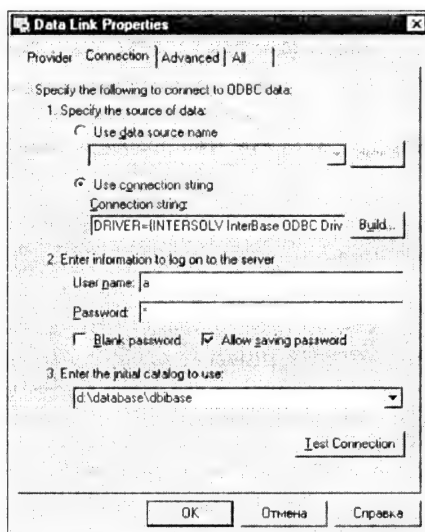 Data Link Properties
Provider Connection Advanced All
Specify the following to connect to ODBC data:
1. Specify the source of data:
Use data source name
Use connection string
Connection string:
DRIVER={INTERSOLV InterBase ODBC Driv Build...
2. Enter information to log on to the server
User name: a
Password: *
Blank password Allow saving password
3. Enter the initial catalog to use:
d:\database\dbibase
Test Connection
OK Отмена Справка